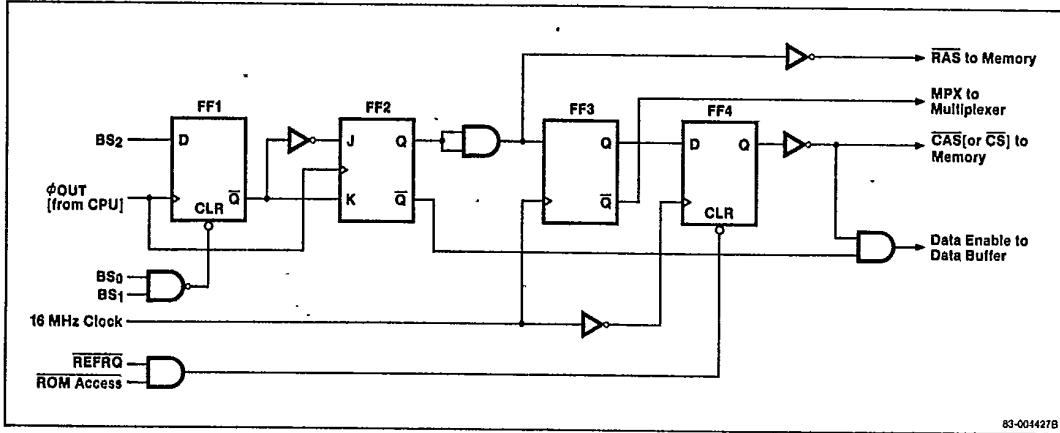 RAS to Memory
MPX to
Multiplexer
FF1
FF2
FF3
FF4
BS2
D
J
Q
Q
D
Q
CAS[or CS] to
Memory
ϕOUT
[from CPU]
CLR
Q
K
Q
Q
CLR
Data Enable to
Data Buffer
BS0
BS1
16 MHz Clock
REFRQ
ROM Access
83-004427B